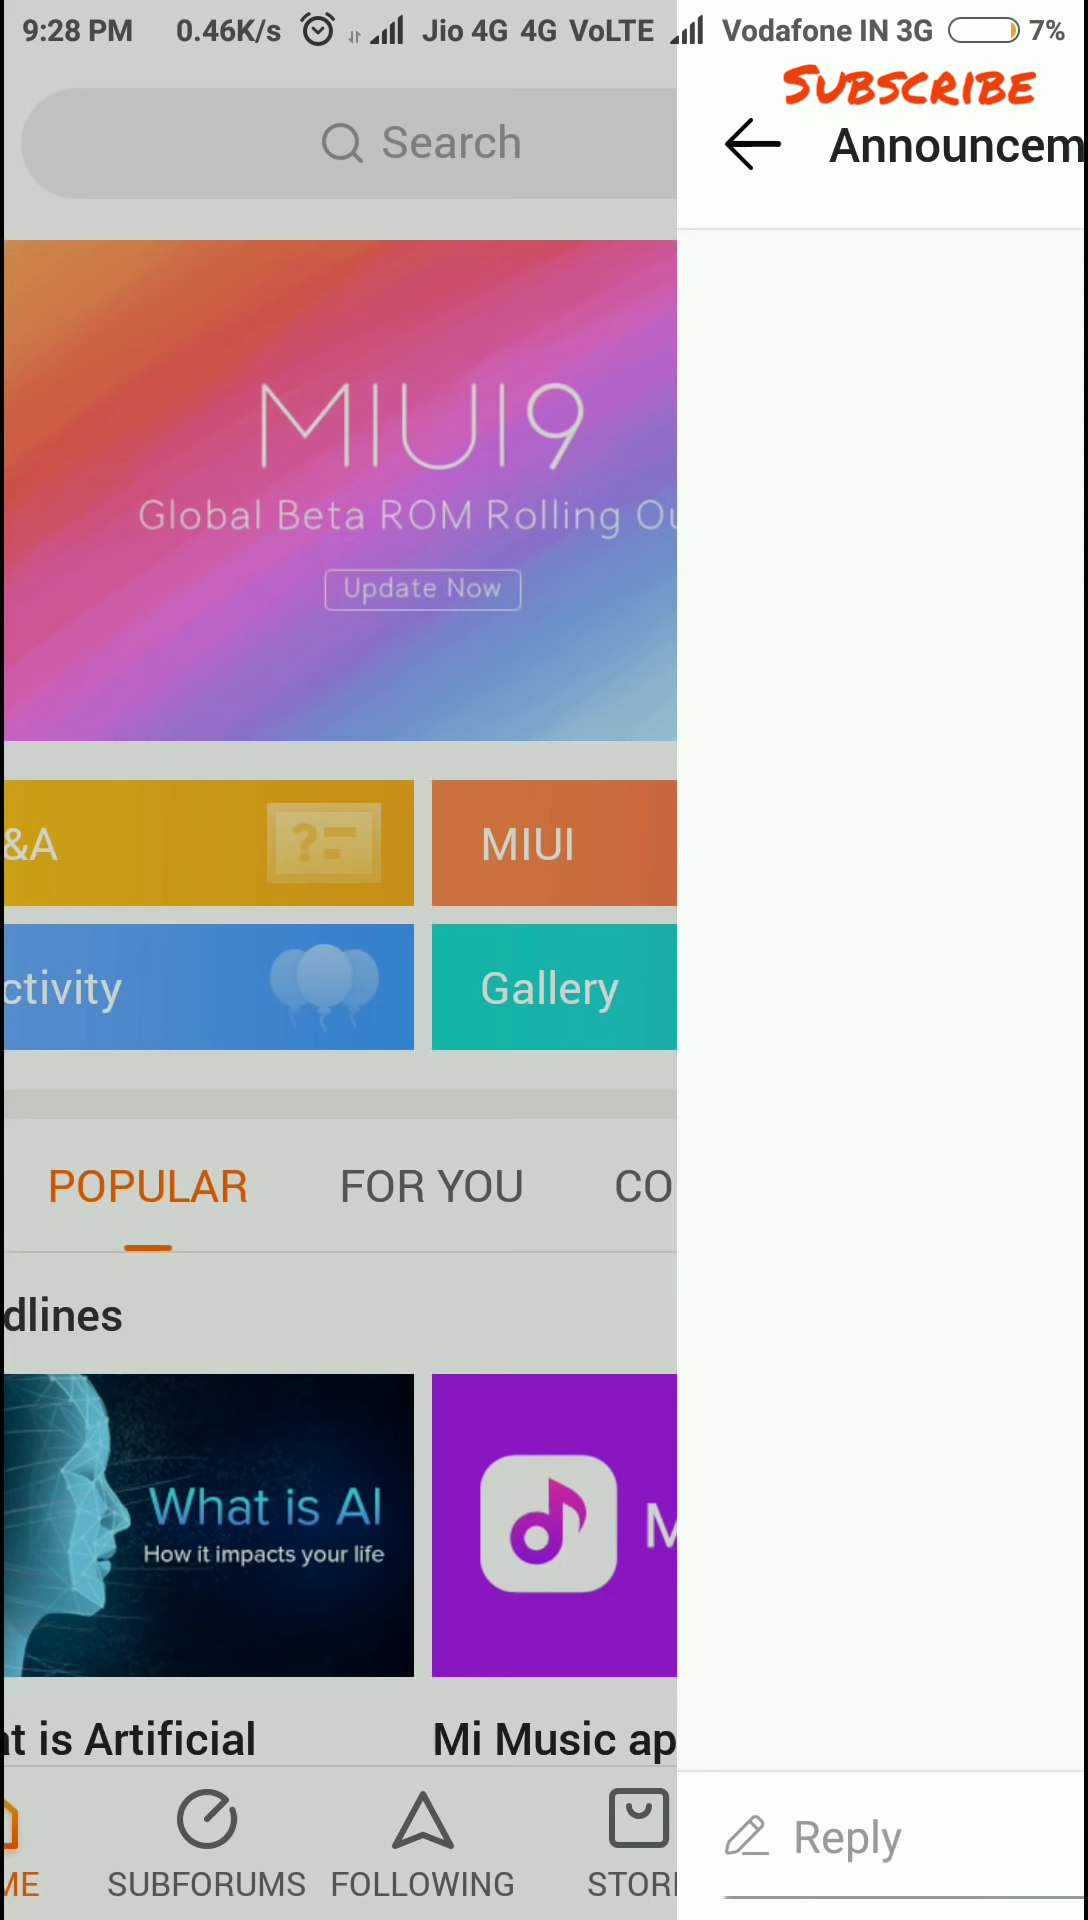 9:28 PM 0.46K/s Jio 4G 4G VoLTE Vodafone IN 3G 7%
SUBSCRIBE
Search
Announcem
MIUI9
Global Beta ROM Rolling Ou
Update Now
&A
MIUI
ctivity
Gallery
POPULAR FOR YOU CO
dlines
What is AI
How it impacts your life
M
at is Artificial
Mi Music ap
Reply
ME SUBFORUMS FOLLOWING STOR